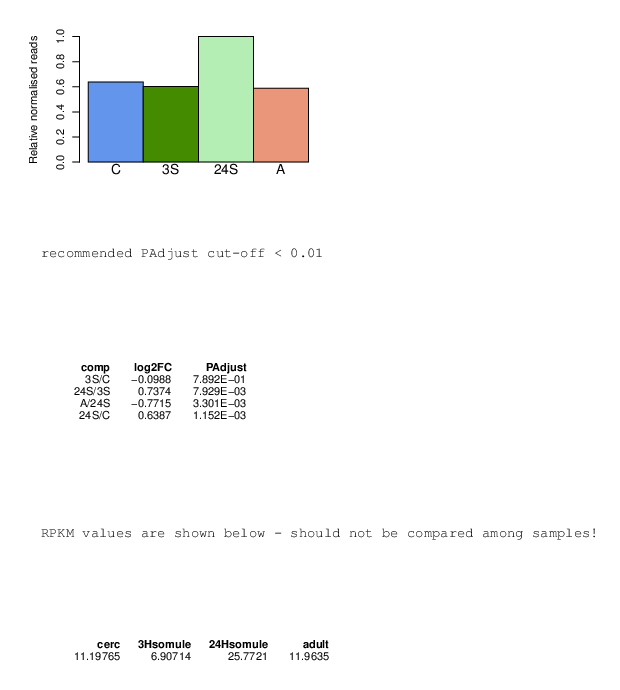 Relative normalised reads
1.0
0.8
0.6
0.4
0.2
0.0
C 3S 24S A
recommended PAdjust cut-off < 0.01
comp log2FC PAdjust
3S/C −0.0988 7.892E−01
24S/3S 0.7374 7.929E−03
A/24S −0.7715 3.301E−03
24S/C 0.6387 1.152E−03
RPKM values are shown below - should not be compared among samples!
cerc 3Hsomule 24Hsomule adult
11.19765 6.90714 25.7721 11.9635